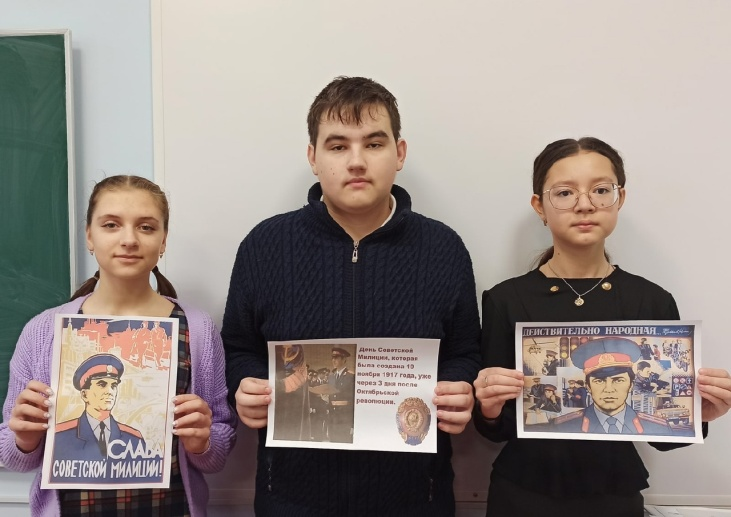 СЛАВА
СОВЕТСКОЙ МИЛИЦИИ!
День Советской
Милиции, которая
была создана 10
ноября 1917 года, уже
через 3 дня после
Октябрьской
революции.
ДЕЙСТВИТЕЛЬНО НАРОДНАЯ...